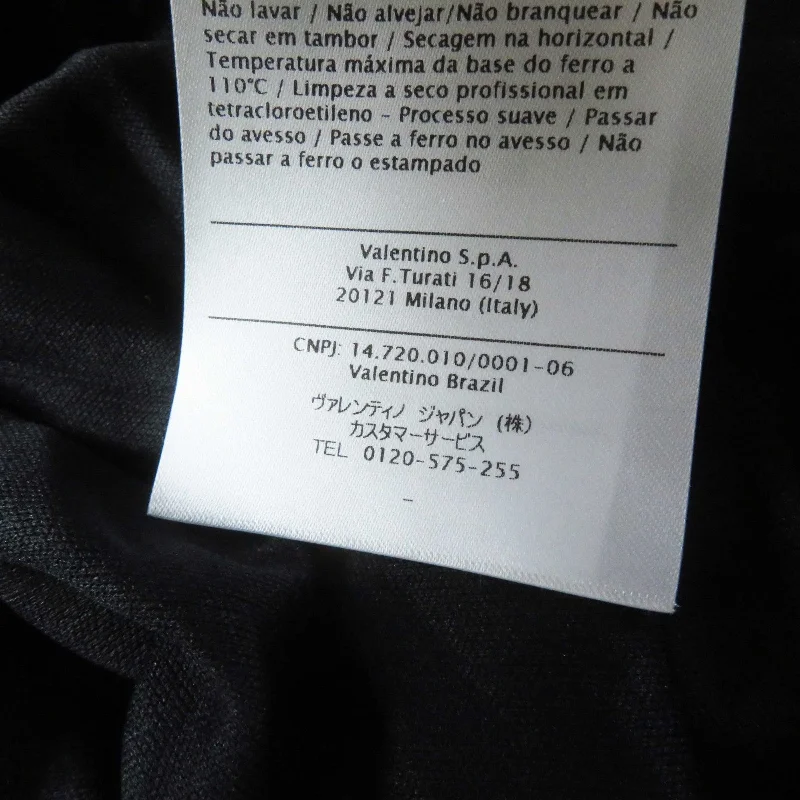 Não lavar / Não alvejar/Não branquear / Não
secar em tambor / Secagem na horizontal /
Temperatura máxima da base do ferro a
110°C / Limpeza a seco profissional em
tetracloroetileno - Processo suave / Passar
do avesso / Passe a ferro no avesso / Não
passar a ferro o estampado
Valentino S.p.A.
Via F.Turati 16/18
20121 Milano (Italy)
CNPJ: 14.720.010/0001-06
Valentino Brazil
ヴァレンティノ ジャパン (株)
カスタマーサービス
TEL 0120-575-255
-